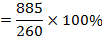 = 885/260 × 100%